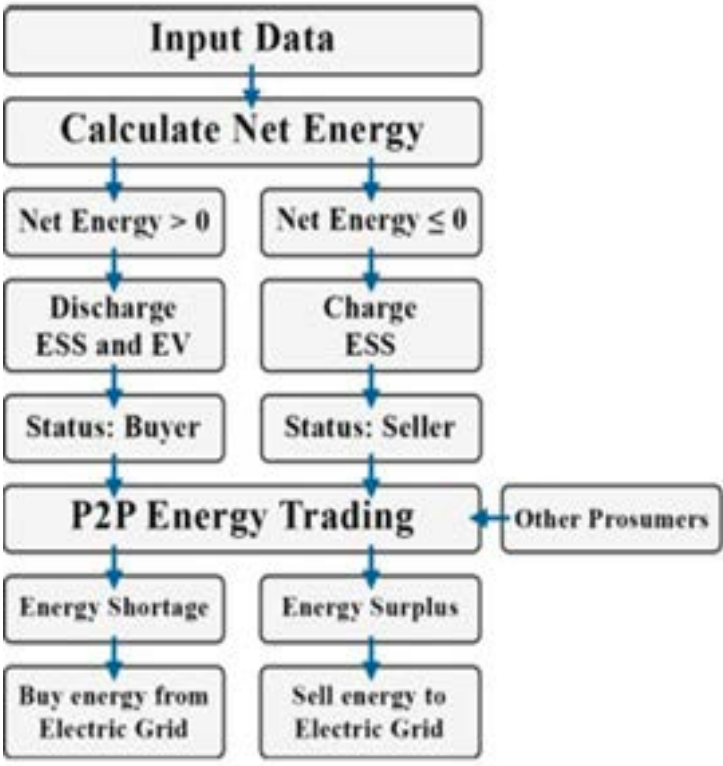 Input Data
Calculate Net Energy
Net Energy > 0
Net Energy ≤ 0
Discharge
ESS and EV
Charge
ESS
Status: Buyer
Status: Seller
P2P Energy Trading
Other Prosumers
Energy Shortage
Energy Surplus
Buy energy from
Electric Grid
Sell energy to
Electric Grid